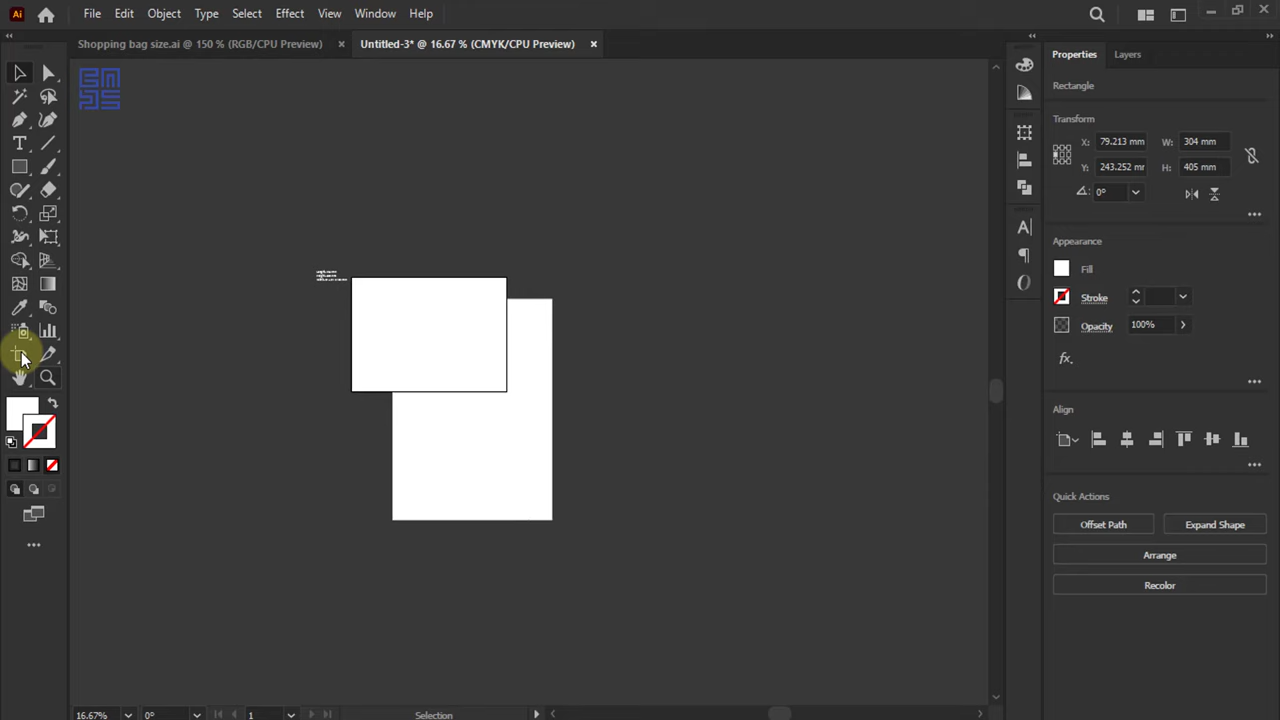 Ai File Edit Object Type Select Effect View Window Help
Shopping bag size.ai @ 150 % (RGB/CPU Preview) × Untitled-3* @ 16.67 % (CMYK/CPU Preview) ×
Properties Layers
Rectangle
Transform
X: 79.213 mm W: 304 mm
Y: 243.252 mr H: 405 mm
0°
Appearance
Fill
Stroke
Opacity 100%
fx.
Align
Quick Actions
Offset Path Expand Shape
Arrange
Recolor
16.67% 0° 1 Selection